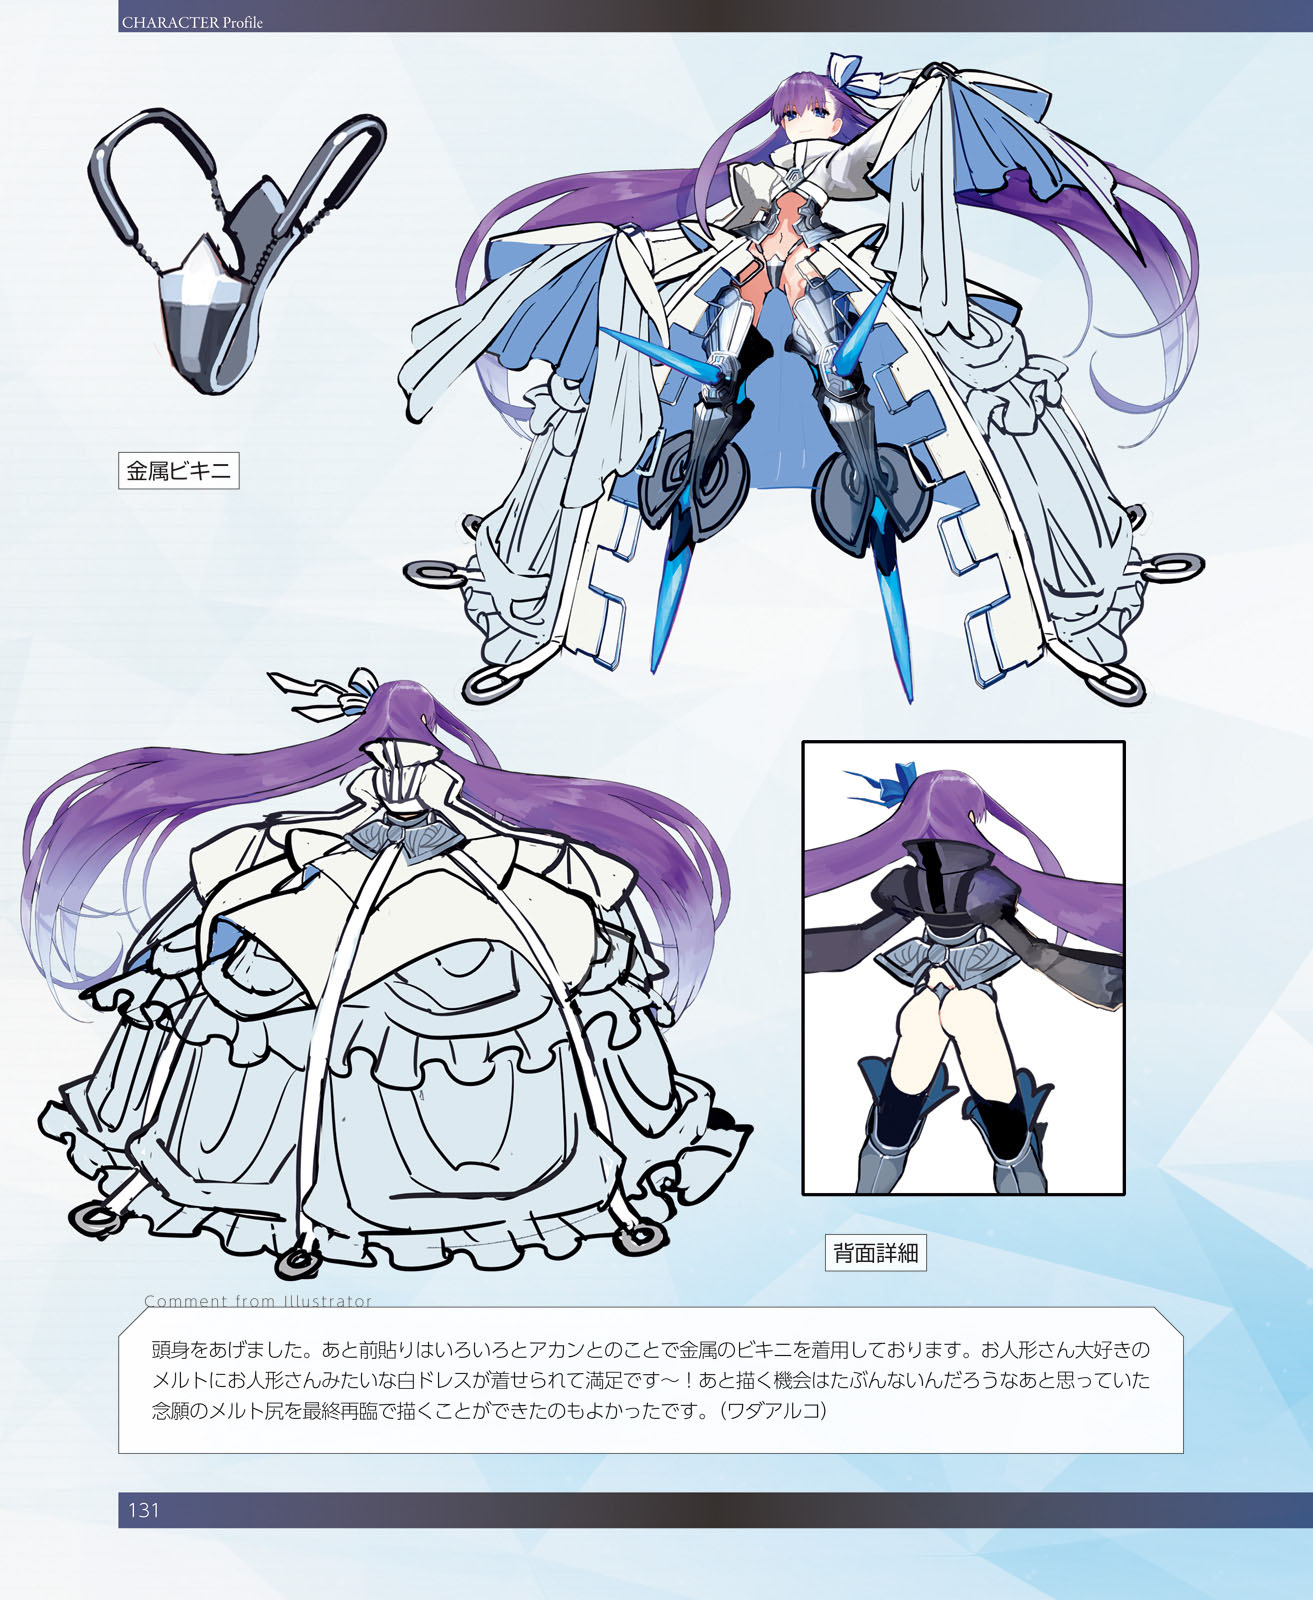 CHARACTER Profile
金属ビキニ
背面詳細
Comment from Illustrator
頭身をあげました。あと前貼りはいろいろとアカンとのことで金属のビキニを着用しております。お人形さん大好きの
メルトにお人形さんみたいな白ドレスが着せられて満足です〜！あと描く機会はたぶんないんだろうなあと思っていた
念願のメルト尻を最終再臨で描くことができたのもよかったです。（ワダアルコ）
131